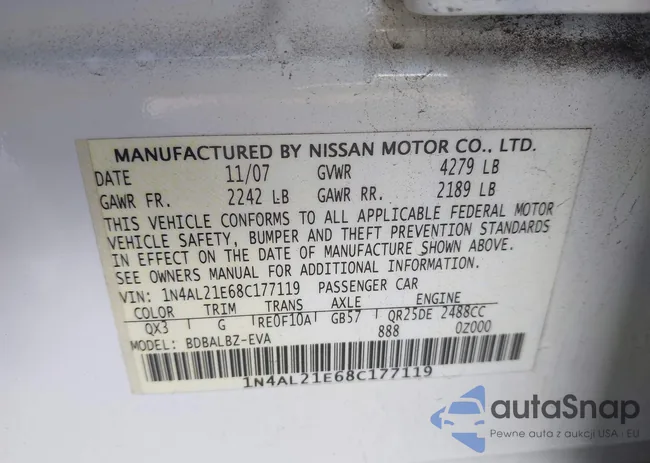 MANUFACTURED BY NISSAN MOTOR CO., LTD.
DATE 11/07 GVWR 4279 LB
GAWR FR. 2242 LB GAWR RR. 2189 LB
THIS VEHICLE CONFORMS TO ALL APPLICABLE FEDERAL MOTOR
VEHICLE SAFETY, BUMPER AND THEFT PREVENTION STANDARDS
IN EFFECT ON THE DATE OF MANUFACTURE SHOWN ABOVE.
SEE OWNERS MANUAL FOR ADDITIONAL INFORMATION.
VIN: 1N4AL21E68C177119 PASSENGER CAR
COLOR TRIM TRANS AXLE ENGINE
QX3 G RE0F10A GB57 QR25DE 2488CC
MODEL: BDBALBZ-EVA 888 0Z000
1N4AL21E68C177119
autaSnap
Pewne auta z aukcji USA i EU